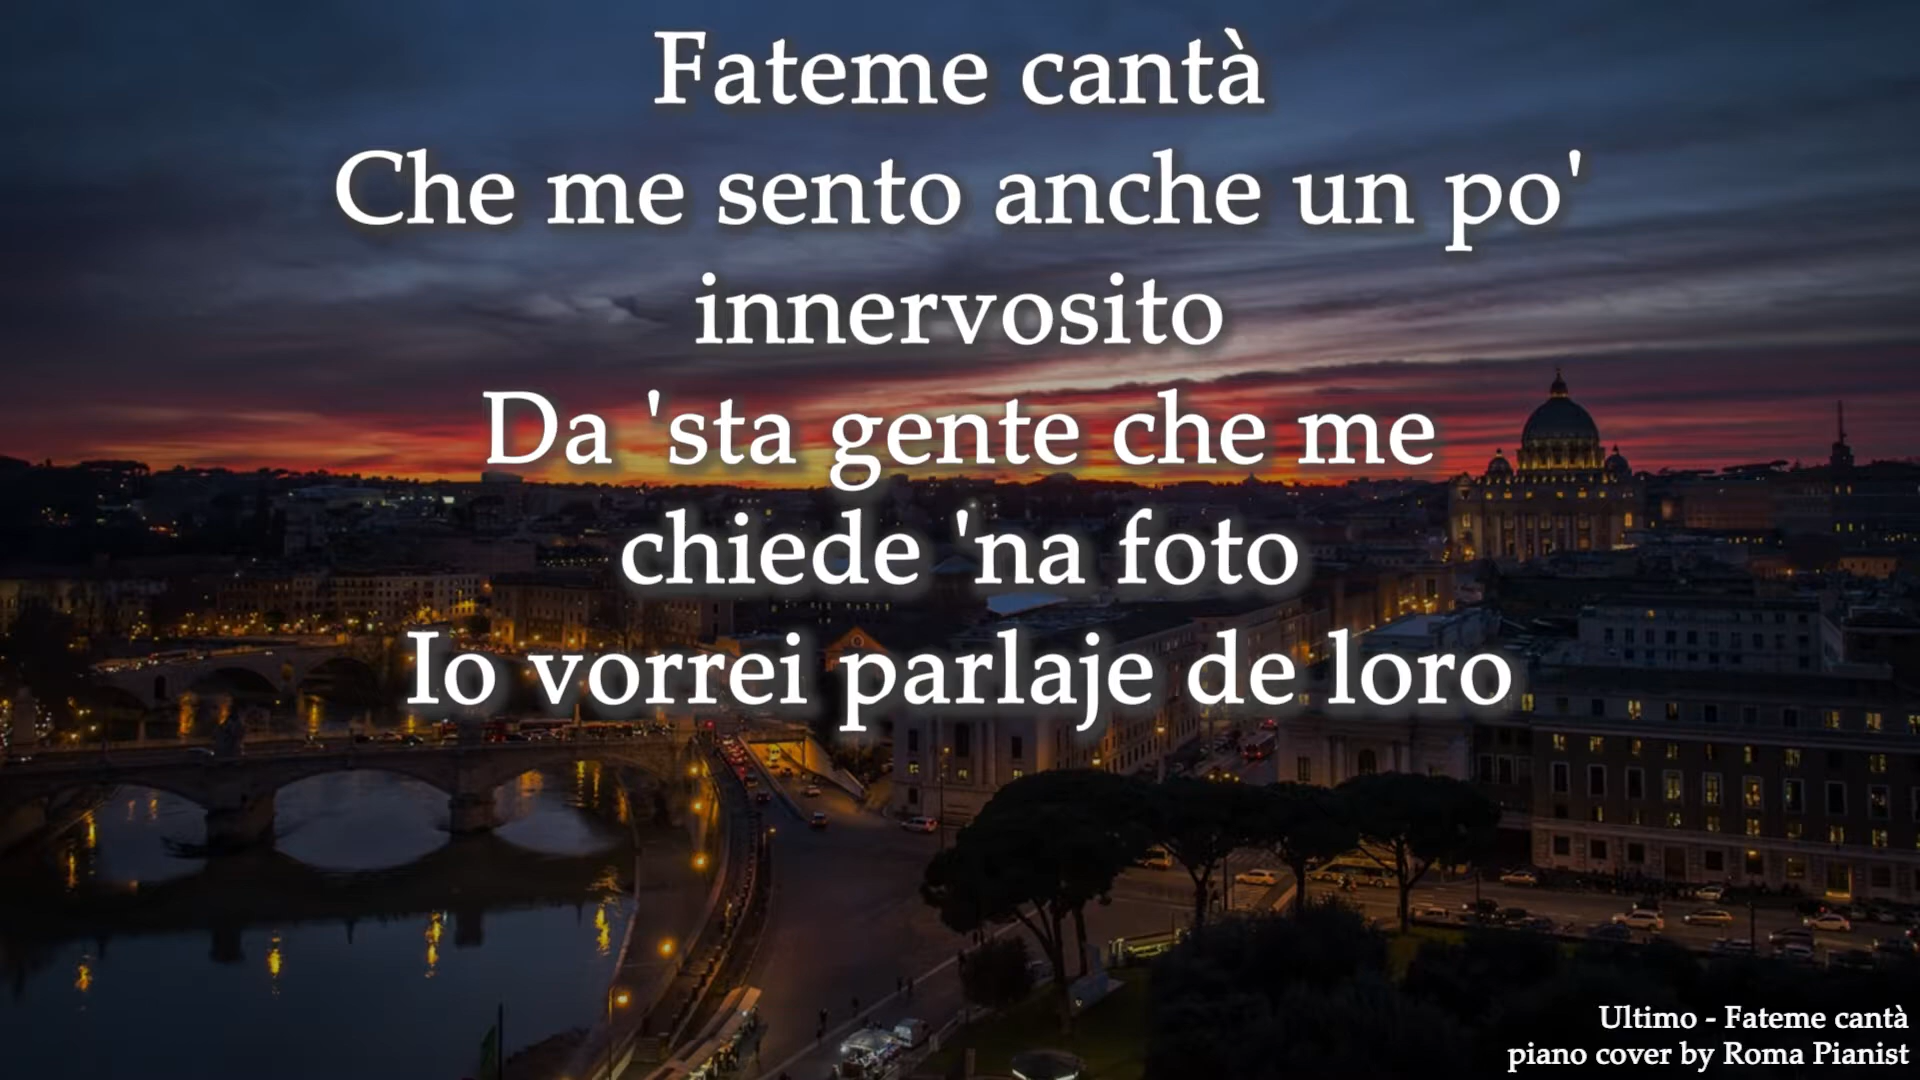 Fateme cantà
Che me sento anche un po'
innervosito
Da 'sta gente che me
chiede 'na foto
Io vorrei parlaje de loro
Ultimo - Fateme cantà
piano cover by Roma Pianist